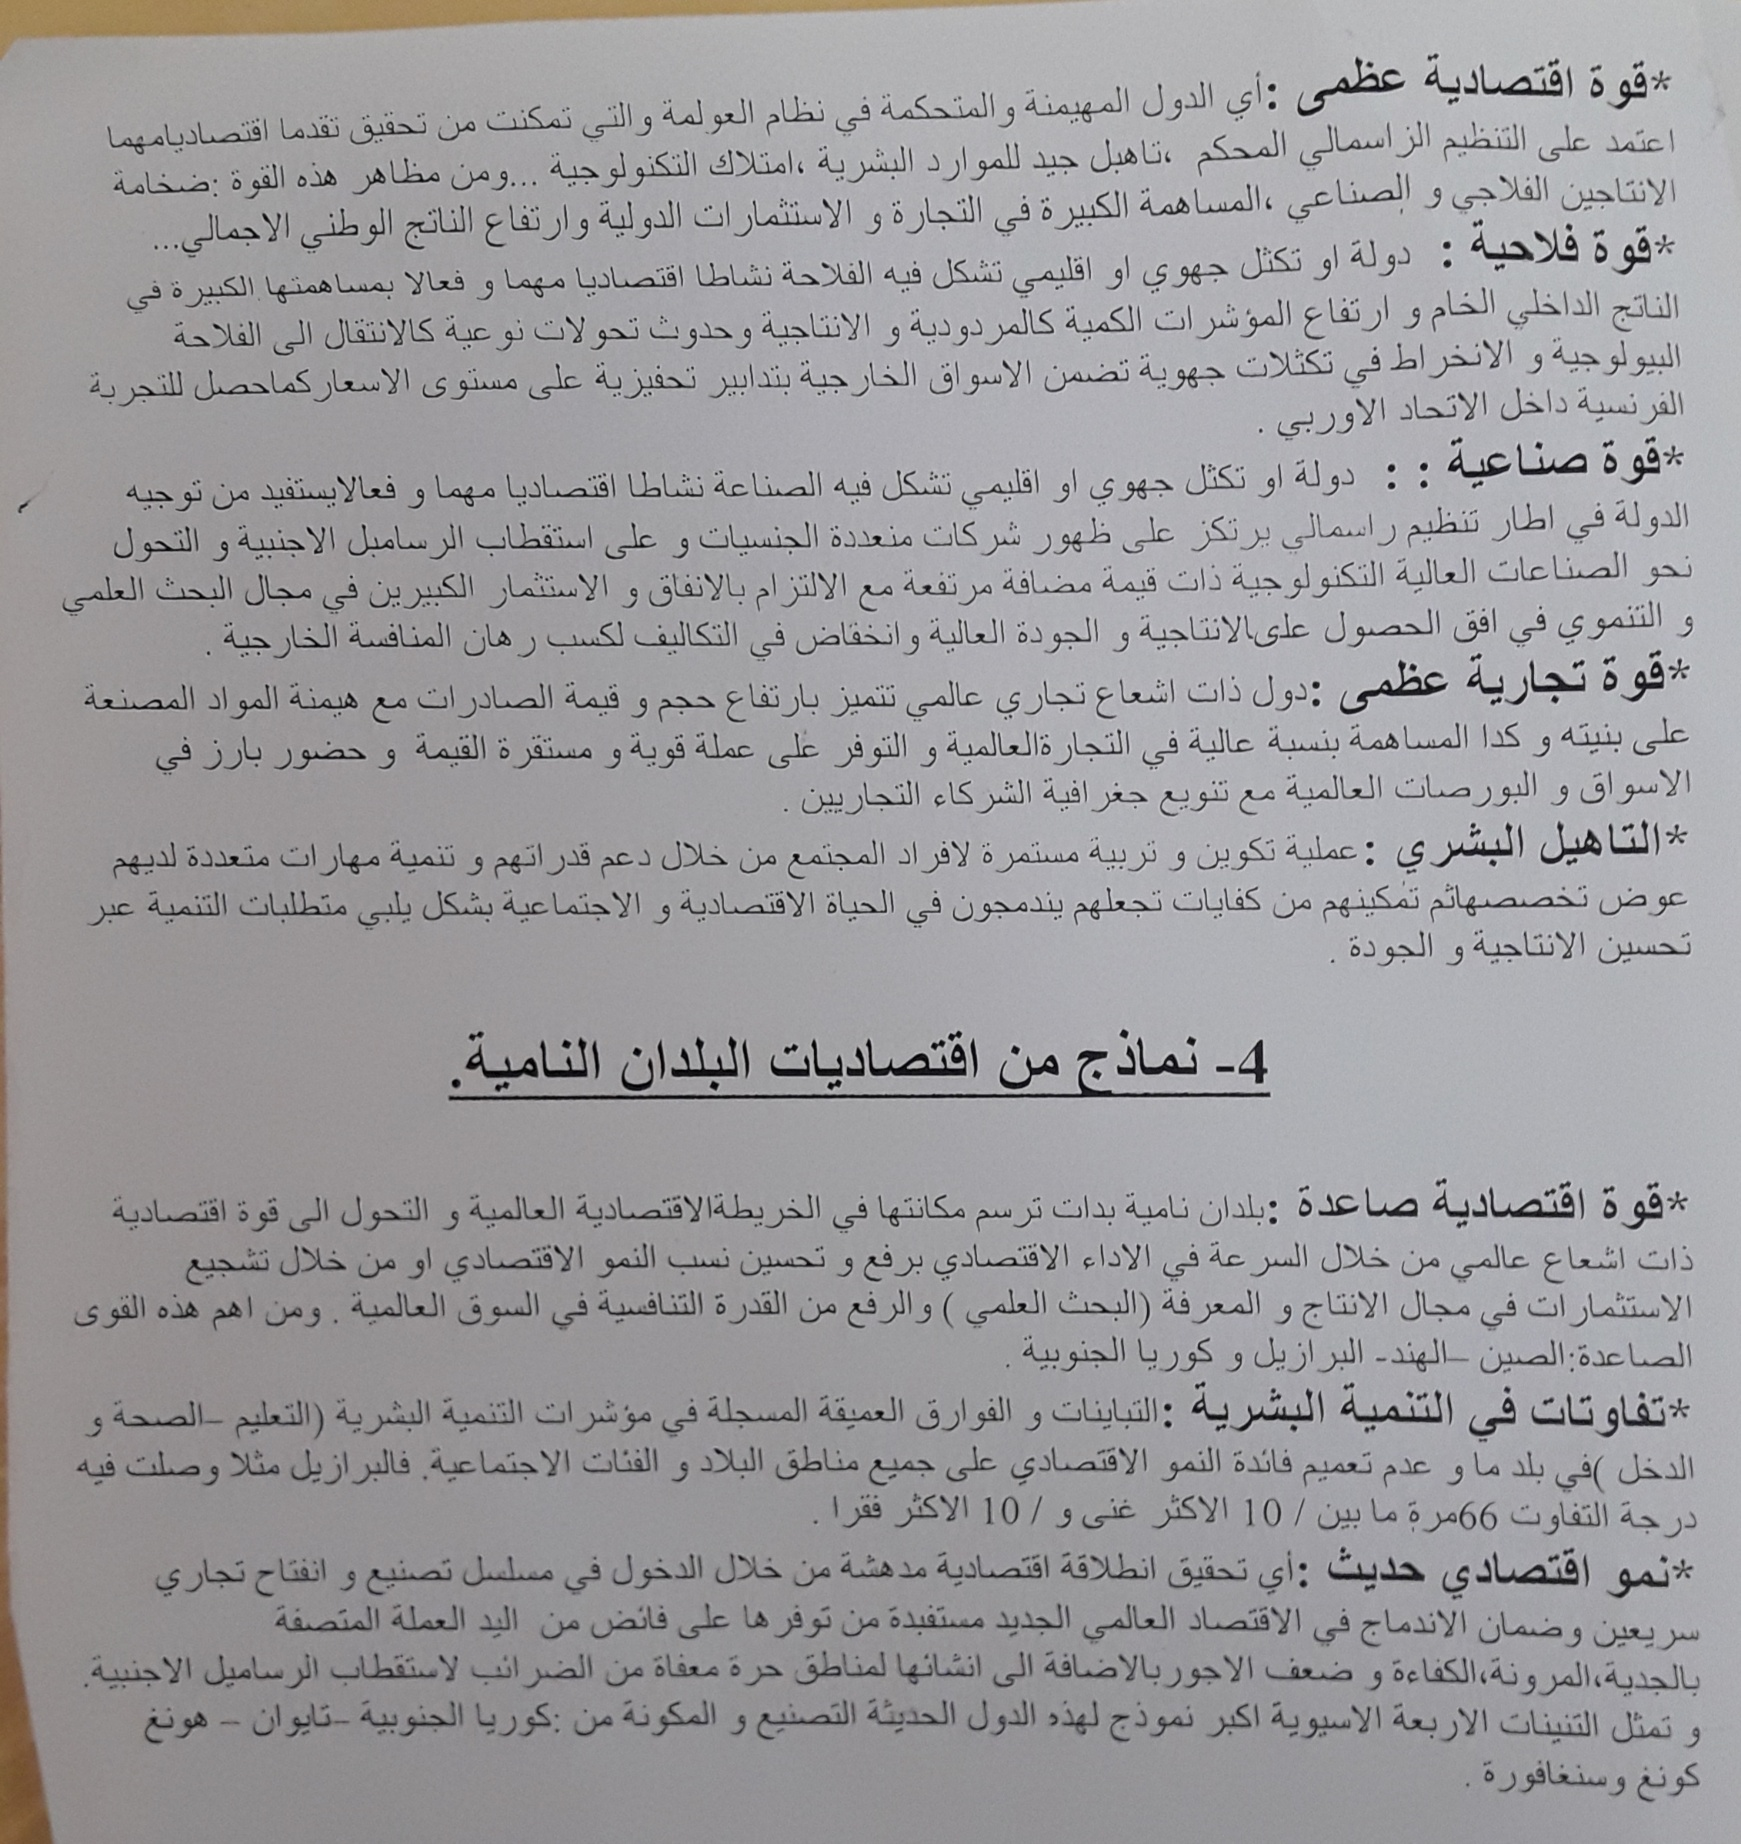 *قوة اقتصادية عظمى :أي الدول المهيمنة والمتحكمة في نظام العولمة والتي تمكنت من تحقيق تقدما اقتصاديامهما
اعتمد على التنظيم الراسمالي المحكم ،تاهيل جيد للموارد البشرية ،امتلاك التكنولوجية ...ومن مظاهر هذه القوة :ضخامة
الانتاجين الفلاجي و الصناعي ،المساهمة الكبيرة في التجارة و الاستثمارات الدولية وارتفاع الناتج الوطني الاجمالي...
*قوة فلاحية : دولة او تكثل جهوي او اقليمي تشكل فيه الفلاحة نشاطا اقتصاديا مهما و فعالا بمساهمتها الكبيرة في
الناتج الداخلي الخام و ارتفاع المؤشرات الكمية كالمردودية و الانتاجية وحدوث تحولات نوعية كالانتقال الى الفلاحة
البيولوجية و الانخراط في تكثلات جهوية تضمن الاسواق الخارجية بتدابير تحفيزية على مستوى الاسعاركماحصل للتجربة
الفرنسية داخل الاتحاد الاوربي .
*قوة صناعية : : دولة او تكثل جهوي او اقليمي تشكل فيه الصناعة نشاطا اقتصاديا مهما و فعالايستفيد من توجيه
الدولة في اطار تنظيم راسمالي يرتكز على ظهور شركات متعددة الجنسيات و على استقطاب الرساميل الاجنبية و التحول
نحو الصناعات العالية التكنولوجية ذات قيمة مضافة مرتفعة مع الالتزام بالانفاق و الاستثمار الكبيرين في مجال البحث العلمي
و التنموي في افق الحصول علىالانتاجية و الجودة العالية وانخفاض في التكاليف لكسب رهان المنافسة الخارجية .
*قوة تجارية عظمى :دول ذات اشعاع تجاري عالمي تتميز بارتفاع حجم و قيمة الصادرات مع هيمنة المواد المصنعة
على بنيته و كدا المساهمة بنسبة عالية في التجارةالعالمية و التوفر على عملة قوية و مستقرة القيمة و حضور بارز في
الاسواق و البورصات العالمية مع تنويع جغرافية الشركاء التجاريين .
*التاهيل البشري :عملية تكوين و تربية مستمرة لافراد المجتمع من خلال دعم قدراتهم و تنمية مهارات متعددة لديهم
عوض تخصصهاثم تمكينهم من كفايات تجعلهم يندمجون في الحياة الاقتصادية و الاجتماعية بشكل يلبي متطلبات التنمية عبر
تحسين الانتاجية و الجودة .
4- نماذج من اقتصاديات البلدان النامية.
*قوة اقتصادية صاعدة :بلدان نامية بدات ترسم مكانتها في الخريطةالاقتصادية العالمية و التحول الى قوة اقتصادية
ذات اشعاع عالمي من خلال السرعة في الاداء الاقتصادي برفع و تحسين نسب النمو الاقتصادي او من خلال تشجيع
الاستثمارات في مجال الانتاج و المعرفة (البحث العلمي ) والرفع من القدرة التنافسية في السوق العالمية . ومن اهم هذه القوى
الصاعدة:الصين –الهند- البرازيل و كوريا الجنوبية .
*تفاوتات في التنمية البشرية :التباينات و الفوارق العميقة المسجلة في مؤشرات التنمية البشرية (التعليم –الصحة و
الدخل )في بلد ما و عدم تعميم فائدة النمو الاقتصادي على جميع مناطق البلاد و الفئات الاجتماعية. فالبرازيل مثلا وصلت فيه
درجة التفاوت 66مرة ما بين / 10 الاكثر غنى و / 10 الاكثر فقرا .
*نمو اقتصادي حديث :أي تحقيق انطلاقة اقتصادية مدهشة من خلال الدخول في مسلسل تصنيع و انفتاح تجاري
سريعين وضمان الاندماج في الاقتصاد العالمي الجديد مستفيدة من توفرها على فائض من اليد العملة المتصفة
بالجدية،المرونة،الكفاءة و ضعف الاجوربالاضافة الى انشائها لمناطق حرة معفاة من الضرائب لاستقطاب الرساميل الاجنبية.
و تمثل التنينات الاربعة الاسيوية اكبر نموذج لهذه الدول الحديثة التصنيع و المكونة من :كوريا الجنوبية –تايوان – هونغ
كونغ وسنغافورة .